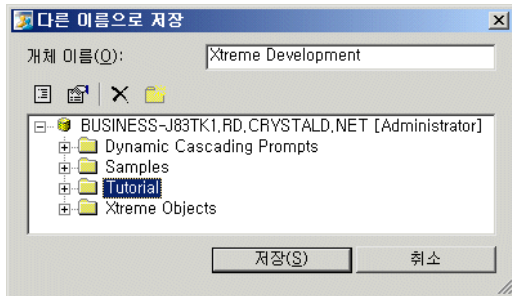 다른 이름으로 저장
개체 이름(O): Xtreme Development
BUSINESS-J83TK1.RD.CRYSTALD.NET [Administrator]
Dynamic Cascading Prompts
Samples
Tutorial
Xtreme Objects
저장(S) 취소